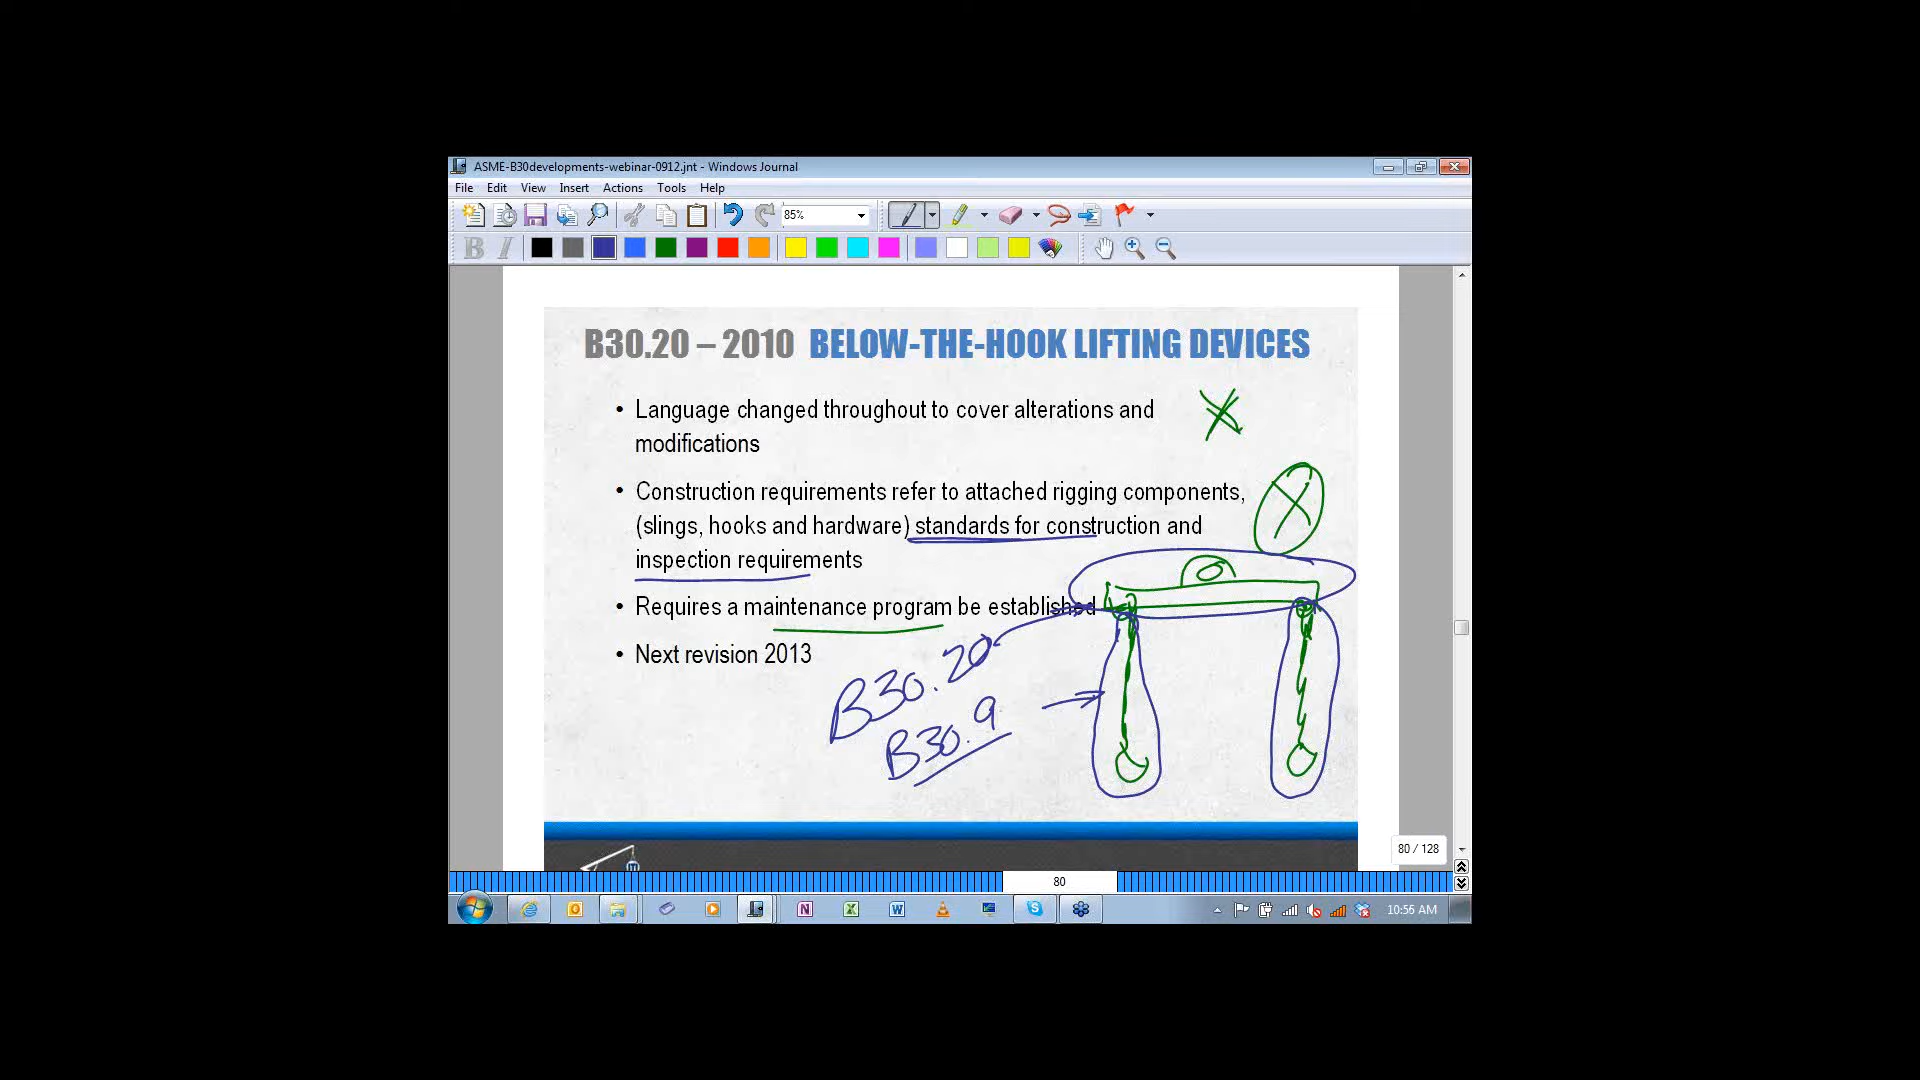 ASME-B30developments-webinar-0912.jnt - Windows Journal
File Edit View Insert Actions Tools Help
85%
B I
B30.20 – 2010 BELOW-THE-HOOK LIFTING DEVICES
• Language changed throughout to cover alterations and
modifications
• Construction requirements refer to attached rigging components,
(slings, hooks and hardware) standards for construction and
inspection requirements
• Requires a maintenance program be established
• Next revision 2013
B30.20
B30.9
80 / 128
80
10:56 AM